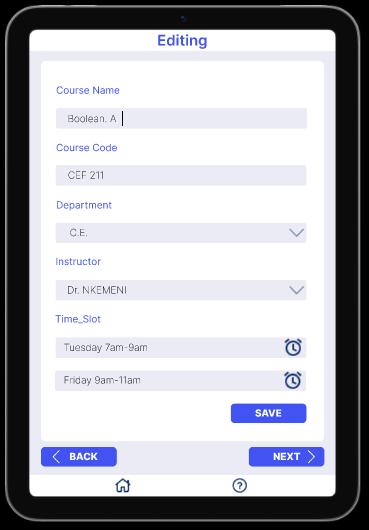 Editing
Course Name
Boolean. A
Course Code
CEF 211
Department
C.E.
Instructor
Dr. NKEMENI
Time_Slot
Tuesday 7am-9am
Friday 9am-11am
SAVE
BACK
NEXT